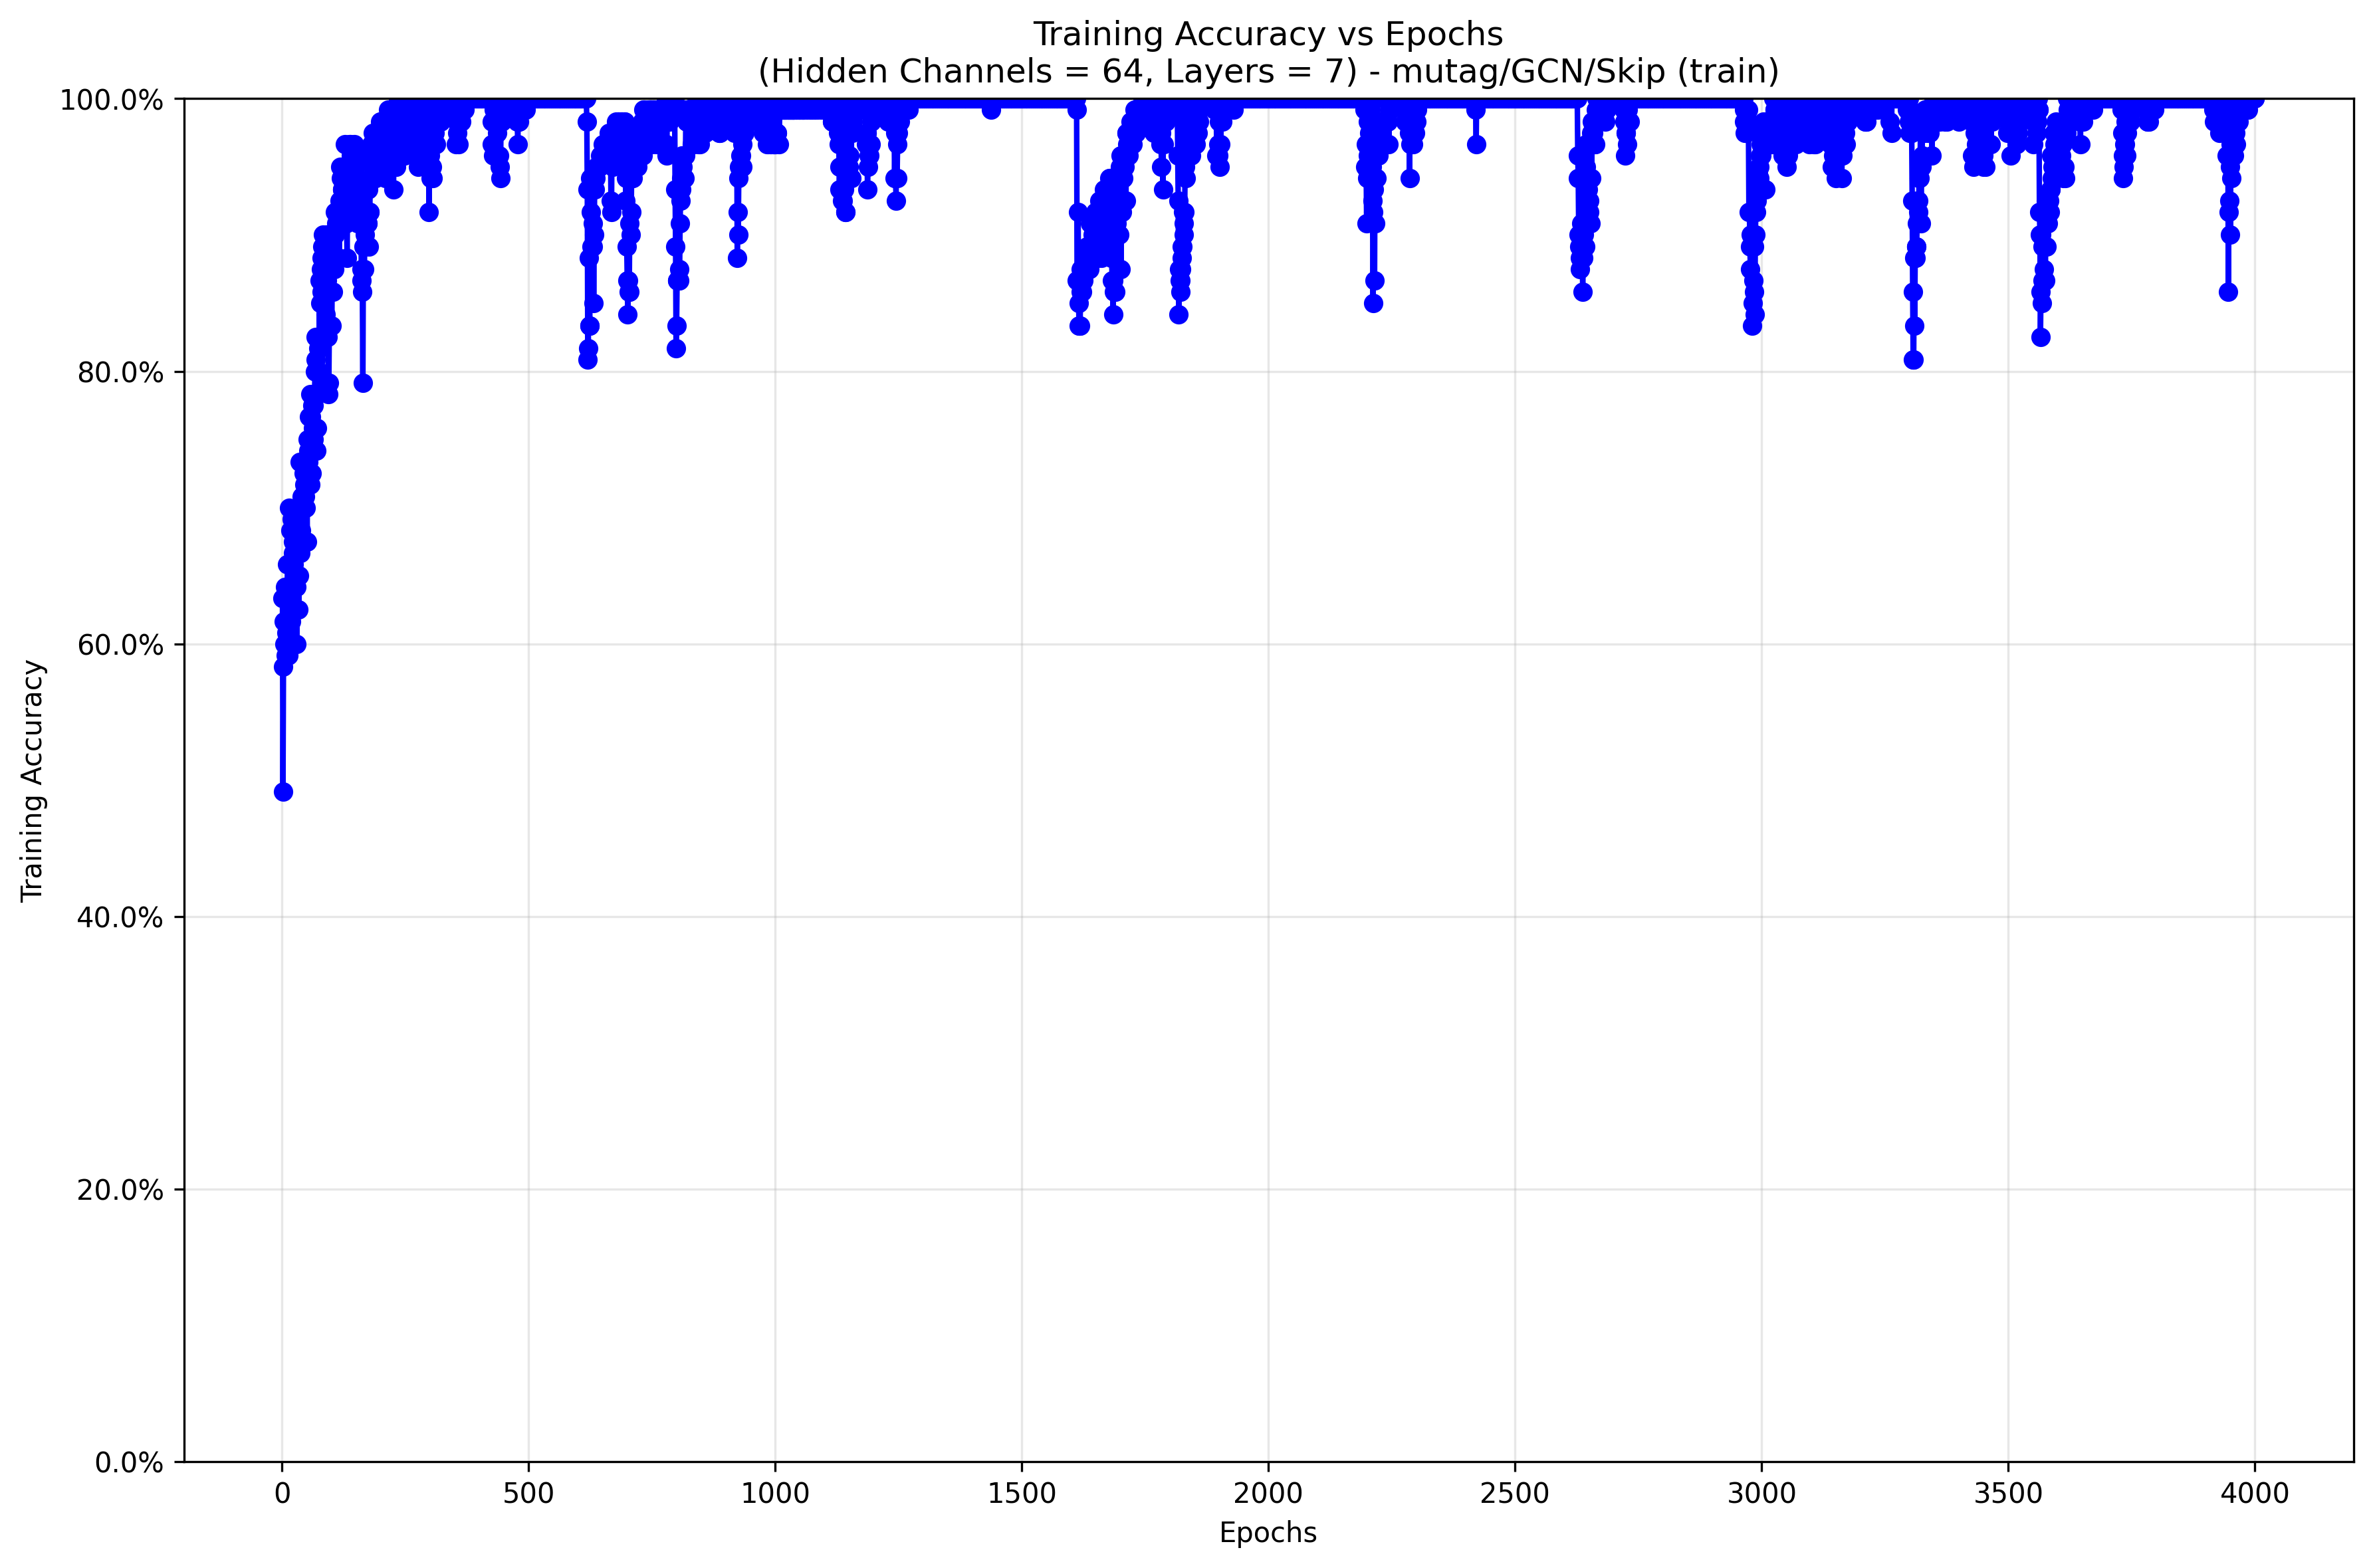 Training Accuracy vs Epochs
(Hidden Channels = 64, Layers = 7) - mutag/GCN/Skip (train)
100.0%
80.0%
60.0%
40.0%
20.0%
0.0%
Training Accuracy
0 500 1000 1500 2000 2500 3000 3500 4000
Epochs